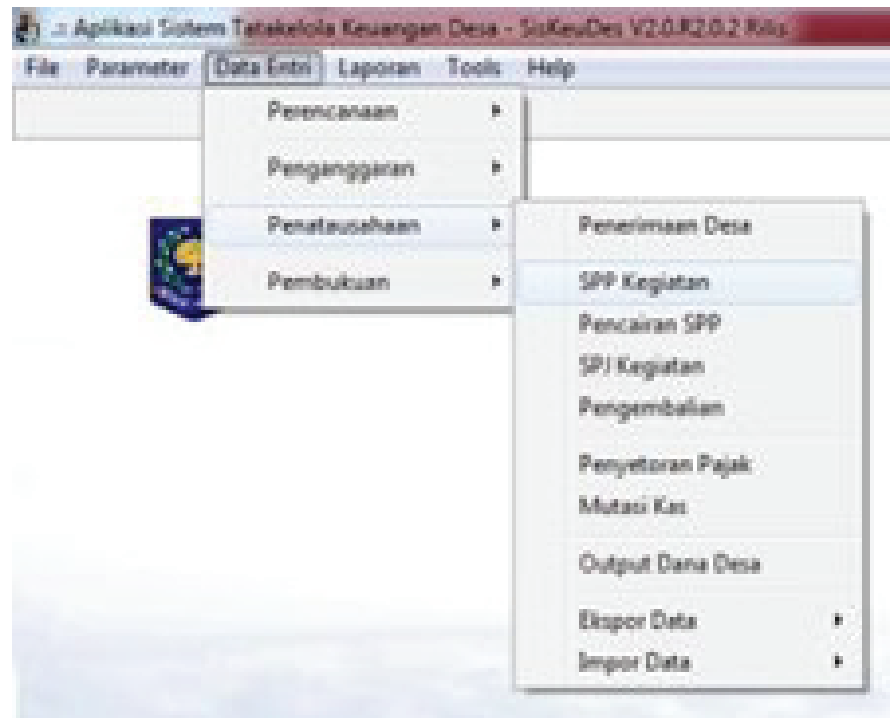 .:: Aplikasi Sistem Tatakelola Keuangan Desa - SisKeuDes V2.0.R2.0.2 Rilis
File Parameter Data Entri Laporan Tools Help
Perencanaan
Penganggaran
Penatausahaan
Pembukuan
Penerimaan Desa
SPP Kegiatan
Pencairan SPP
SPJ Kegiatan
Pengembalian
Penyetoran Pajak
Mutasi Kas
Output Dana Desa
Ekspor Data
Impor Data